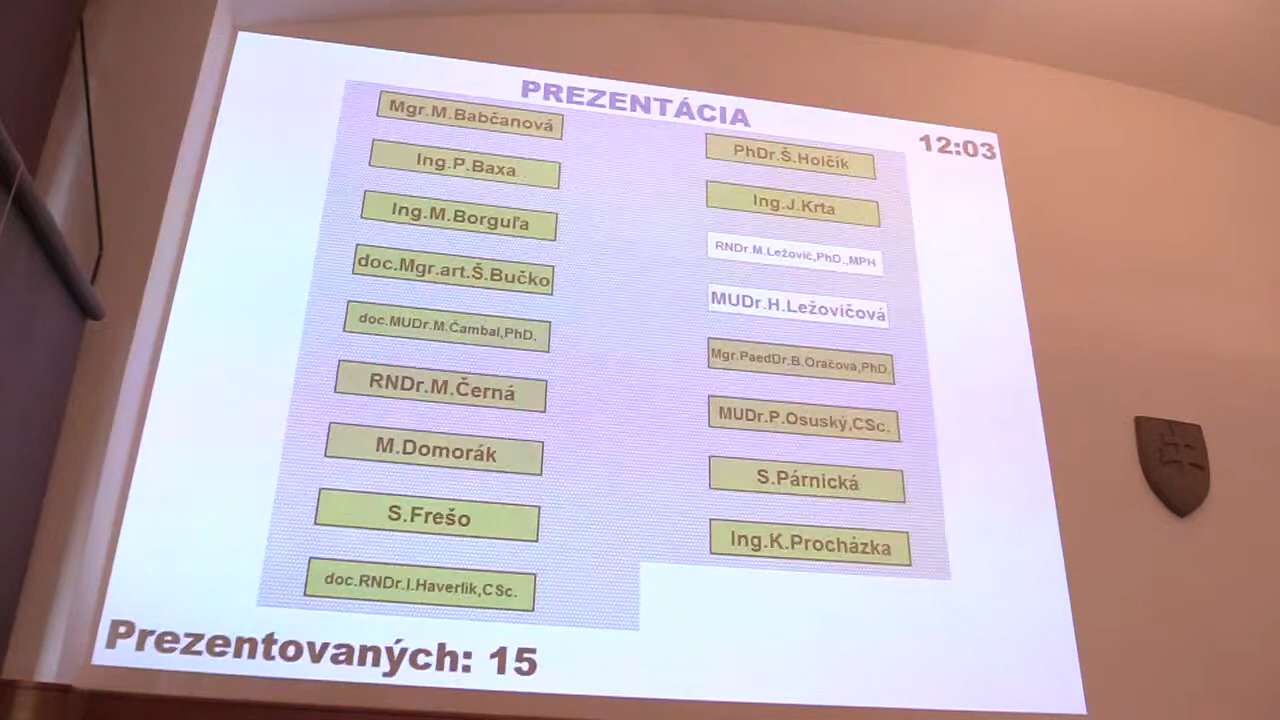 PREZENTÁCIA
12:03
Mgr.M.Babčanová
Ing.P.Baxa
Ing.M.Borguľa
doc.Mgr.art.Š.Bučko
doc.MUDr.M.Čambal,PhD.
RNDr.M.Černá
M.Domorák
S.Frešo
doc.RNDr.I.Haverlík,CSc.
PhDr.Š.Holčík
Ing.J.Krta
RNDr.M.Ležovič,PhD.,MPH
MUDr.H.Ležovičová
Mgr.PaedDr.B.Oračová,PhD.
MUDr.P.Osuský,CSc.
S.Párnická
Ing.K.Procházka
Prezentovaných: 15